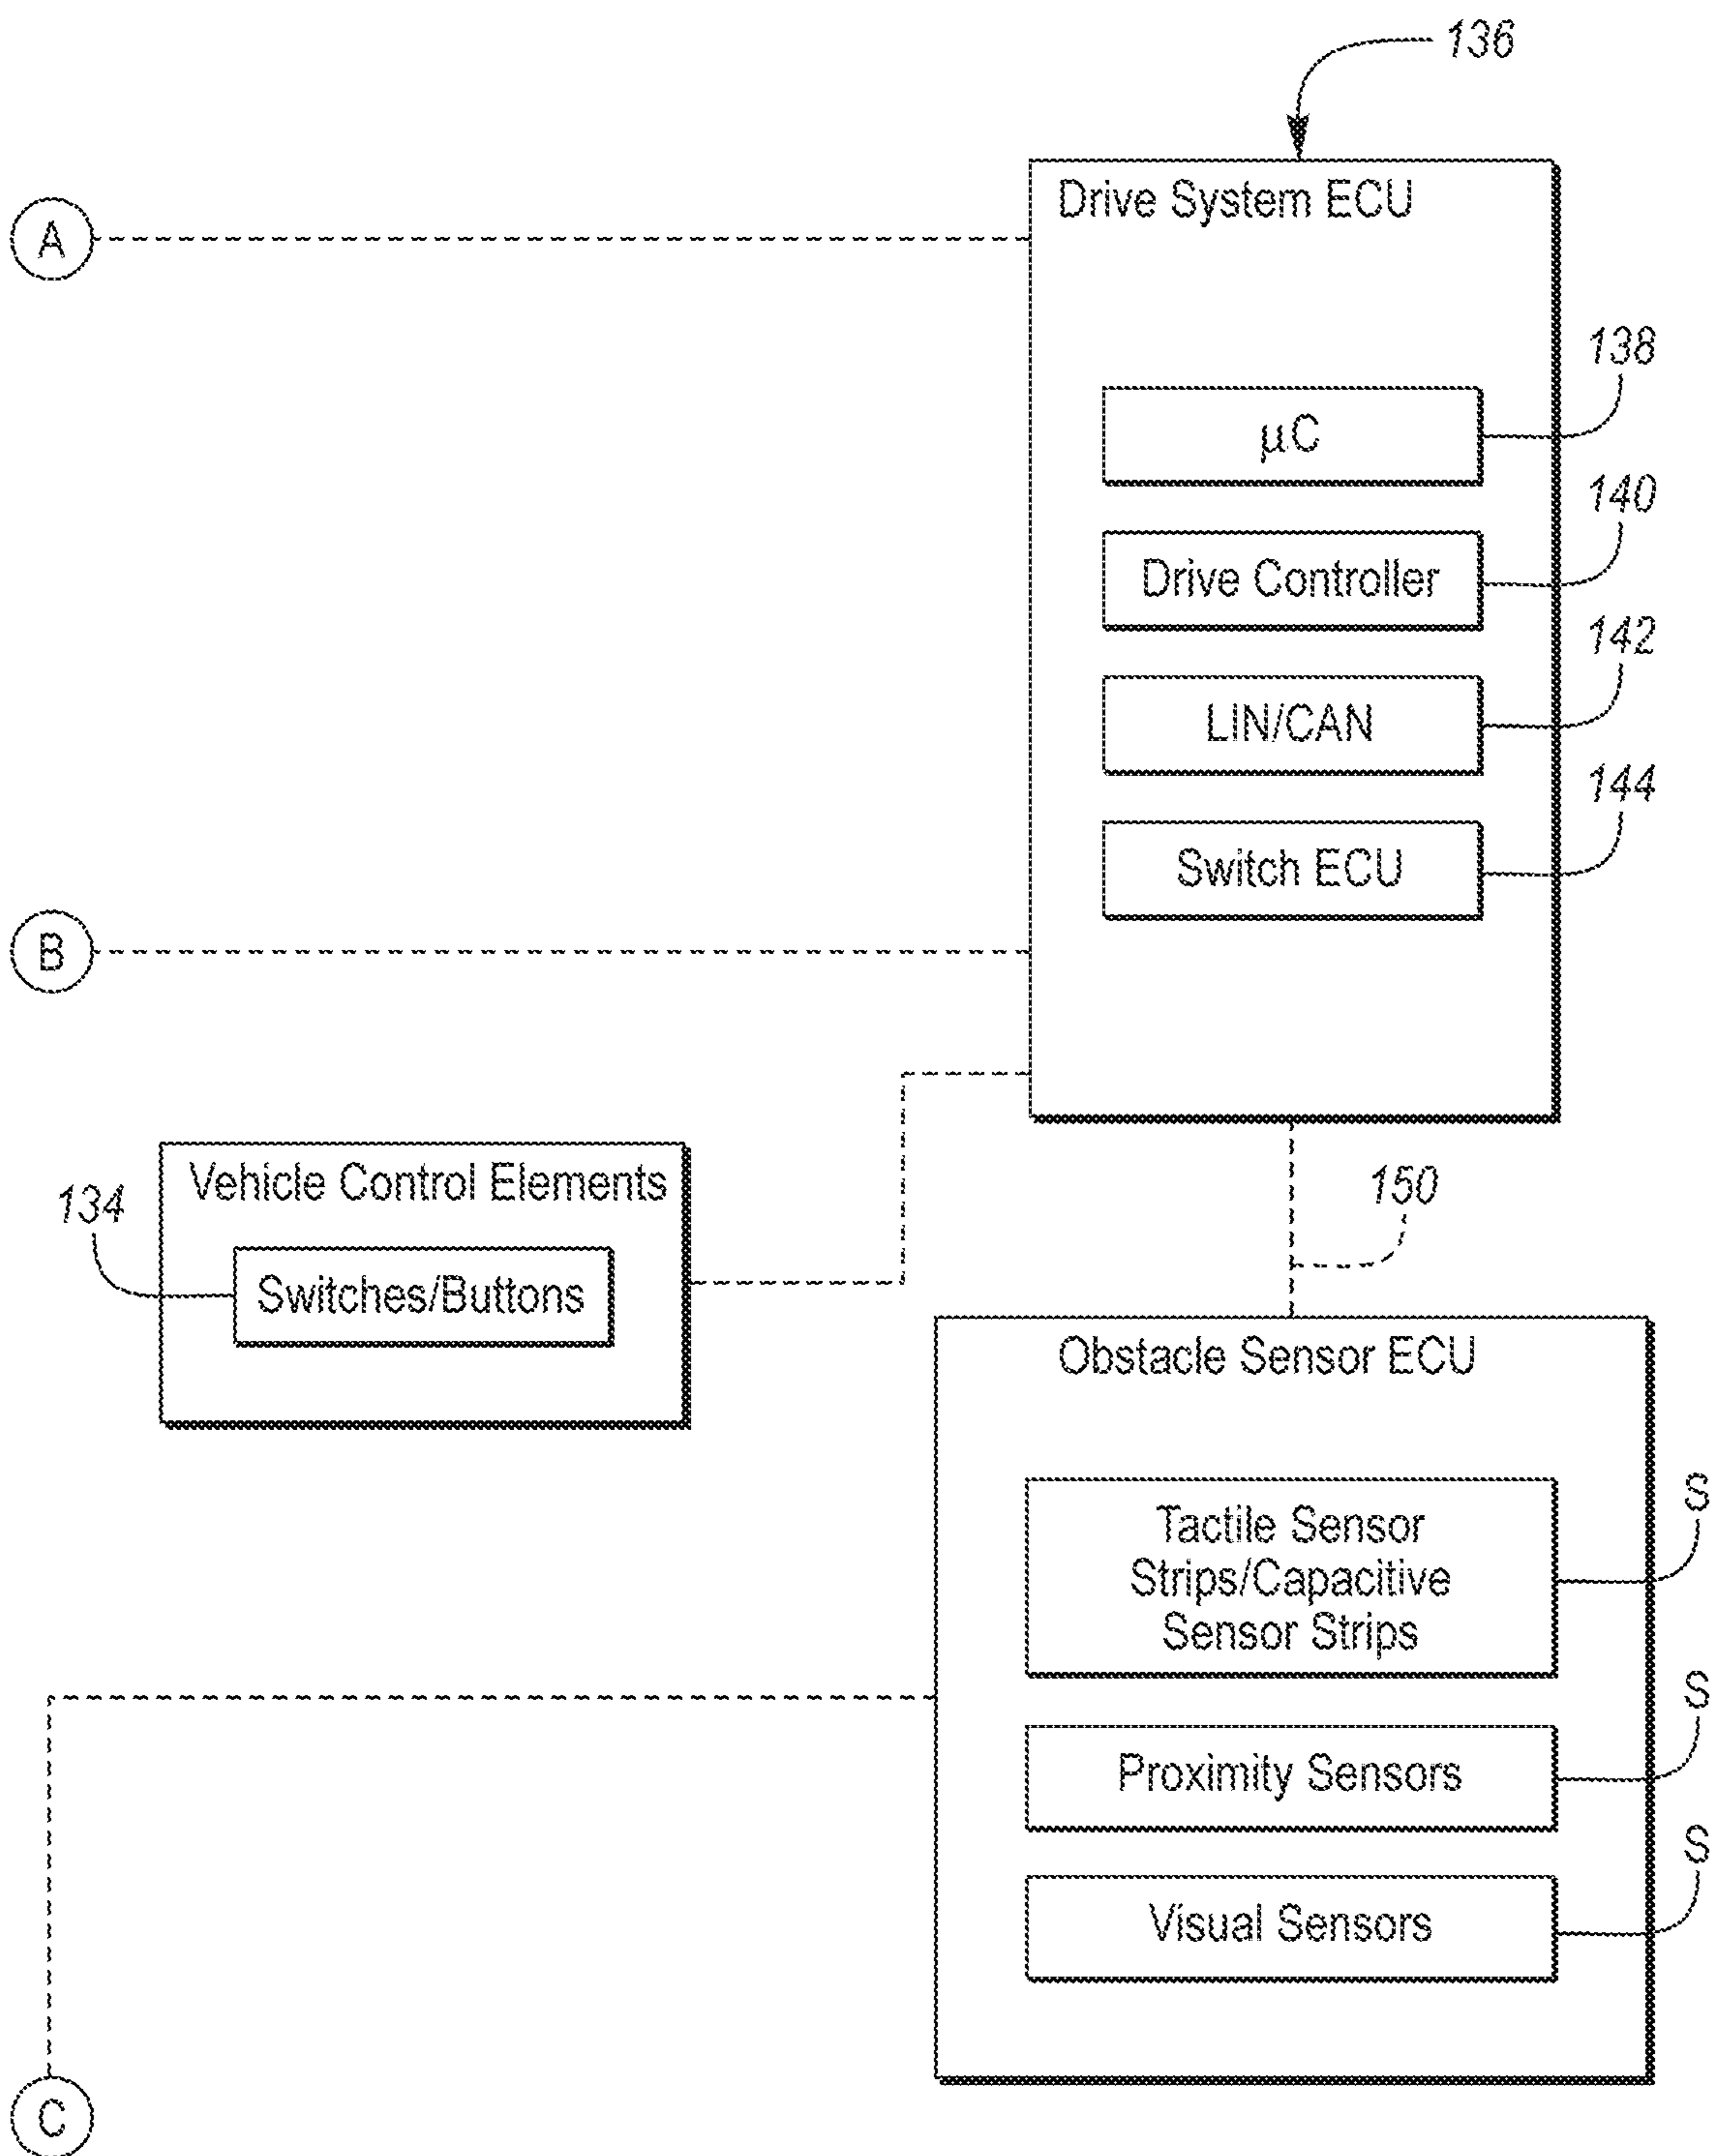 136
Drive System ECU
A
138
µC
140
Drive Controller
142
LIN/CAN
144
Switch ECU
B
Vehicle Control Elements
134
Switches/Buttons
150
Obstacle Sensor ECU
S
Tactile Sensor
Strips/Capacitive
Sensor Strips
S
Proximity Sensors
S
Visual Sensors
C